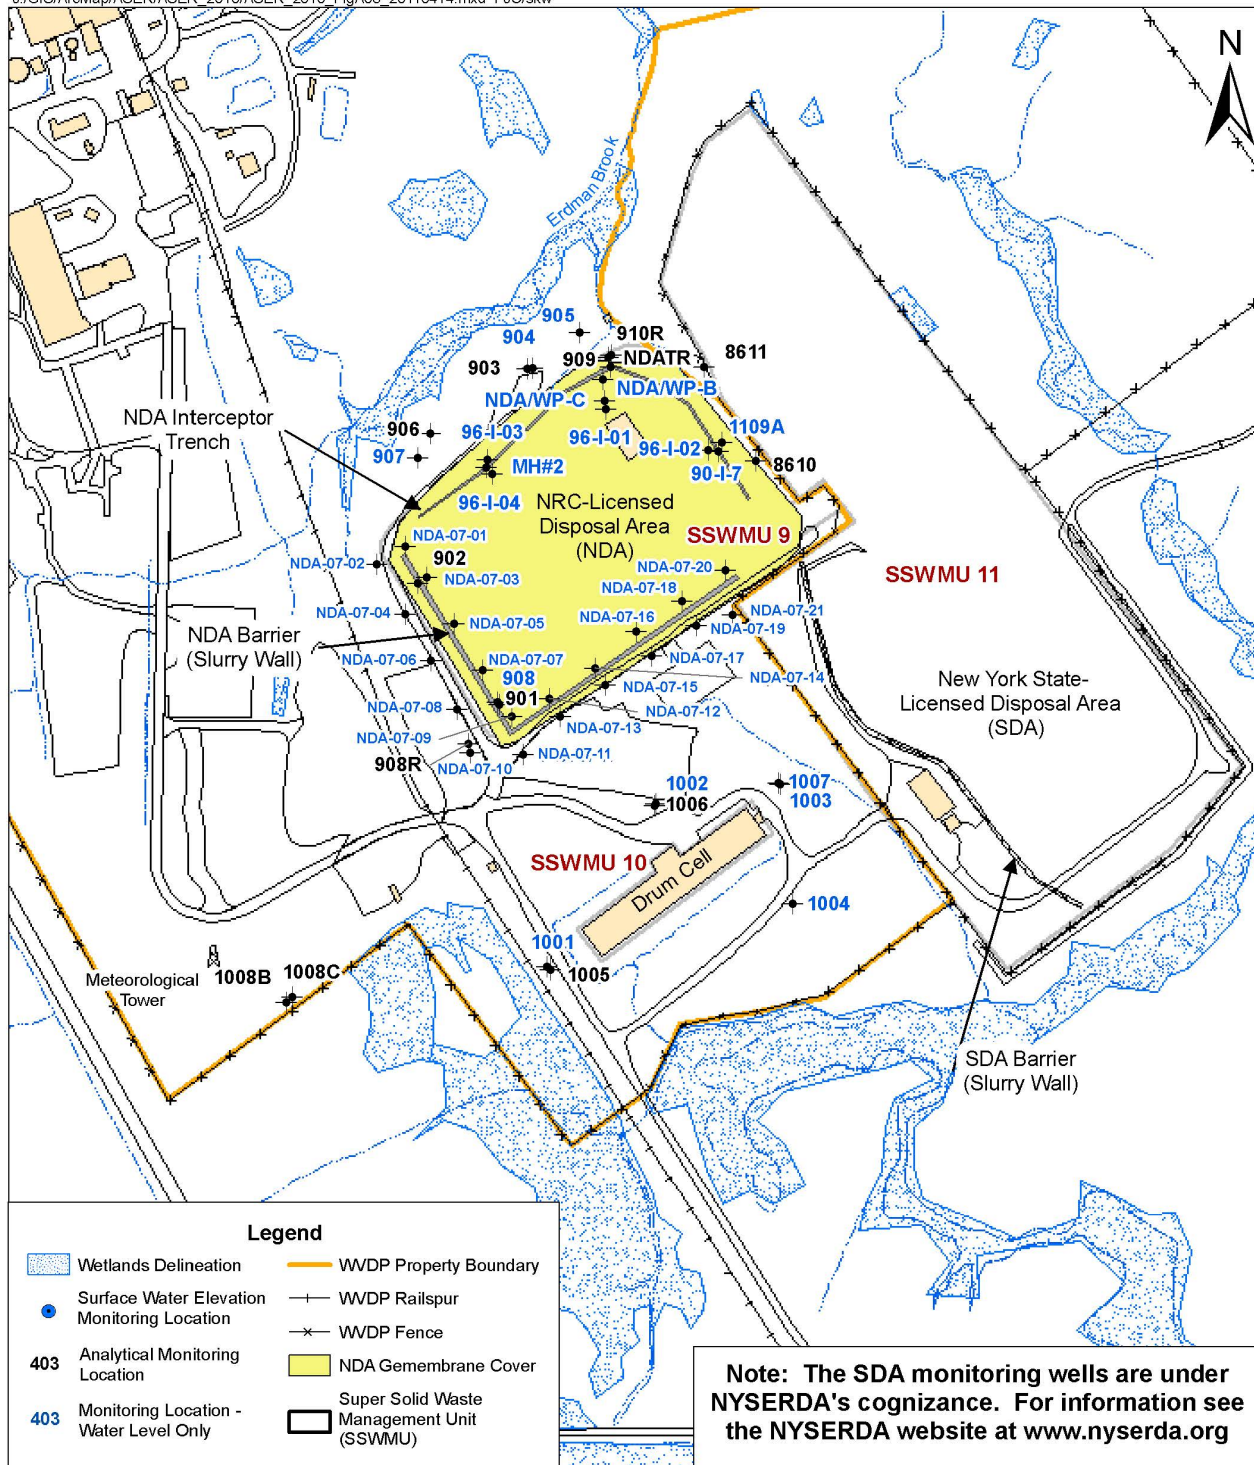 N
Erdman Brook
905
904
910R
909
NDATR
8611
903
NDA/WP-B
NDA/WP-C
NDA Interceptor
Trench
906
96-I-03
96-I-01
1109A
96-I-02
907
MH#2
90-I-7
8610
96-I-04
NRC-Licensed
Disposal Area
(NDA)
SSWMU 9
NDA-07-01
902
NDA-07-02
NDA-07-03
NDA-07-20
SSWMU 11
NDA-07-18
NDA-07-04
NDA-07-05
NDA-07-16
NDA-07-21
NDA-07-19
NDA Barrier
(Slurry Wall)
NDA-07-06
NDA-07-07
NDA-07-17
908
NDA-07-14
New York State-
Licensed Disposal Area
(SDA)
901
NDA-07-15
NDA-07-08
NDA-07-12
NDA-07-13
NDA-07-09
908R
NDA-07-10
NDA-07-11
1002
1006
1007
1003
SSWMU 10
Drum Cell
1004
1001
1005
Meteorological
Tower
1008B
1008C
SDA Barrier
(Slurry Wall)
Legend
Wetlands Delineation
Surface Water Elevation
Monitoring Location
403
Analytical Monitoring
Location
403
Monitoring Location -
Water Level Only
WVDP Property Boundary
WVDP Railspur
WVDP Fence
NDA Gemembrane Cover
Super Solid Waste
Management Unit
(SSWMU)
Note: The SDA monitoring wells are under
NYSERDA's cognizance. For information see
the NYSERDA website at www.nyserda.org